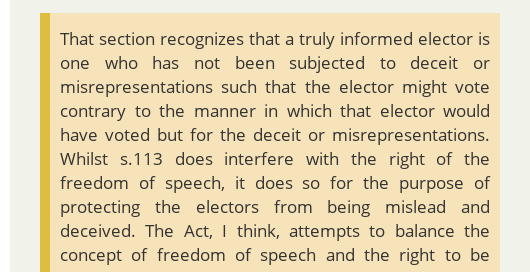 That section recognizes that a truly informed elector is
one who has not been subjected to deceit or
misrepresentations such that the elector might vote
contrary to the manner in which that elector would
have voted but for the deceit or misrepresentations.
Whilst s.113 does interfere with the right of the
freedom of speech, it does so for the purpose of
protecting the electors from being mislead and
deceived. The Act, I think, attempts to balance the
concept of freedom of speech and the right to be